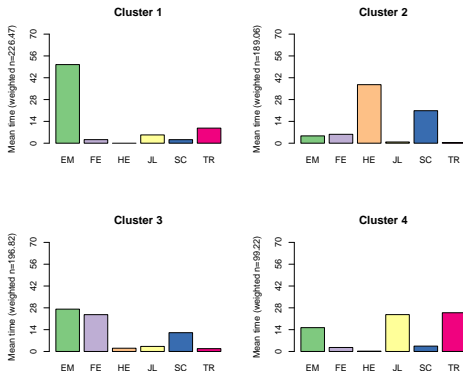 Cluster 1
Mean time (weighted n=226.47)
70
56
42
28
14
0
EM FE HE JL SC TR
Cluster 2
Mean time (weighted n=189.06)
70
56
42
28
14
0
EM FE HE JL SC TR
Cluster 3
Mean time (weighted n=196.82)
70
56
42
28
14
0
EM FE HE JL SC TR
Cluster 4
Mean time (weighted n=99.22)
70
56
42
28
14
0
EM FE HE JL SC TR